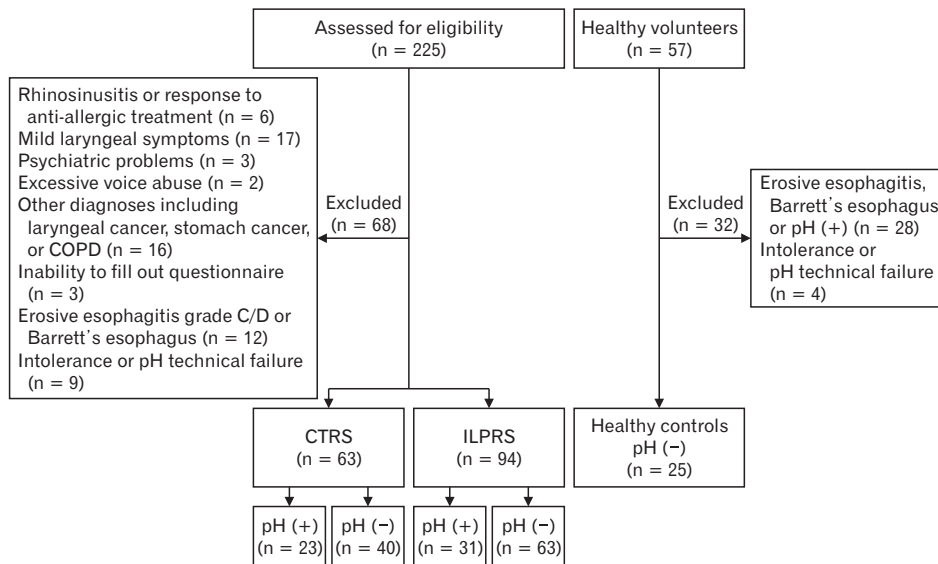 Assessed for eligibility
(n = 225)
Healthy volunteers
(n = 57)
Rhinosinusitis or response to
anti-allergic treatment (n = 6)
Mild laryngeal symptoms (n = 17)
Psychiatric problems (n = 3)
Excessive voice abuse (n = 2)
Other diagnoses including
laryngeal cancer, stomach cancer,
or COPD (n = 16)
Inability to fill out questionnaire
(n = 3)
Erosive esophagitis grade C/D or
Barrett's esophagus (n = 12)
Intolerance or pH technical failure
(n = 9)
Excluded
(n = 68)
Excluded
(n = 32)
Erosive esophagitis,
Barrett's esophagus
or pH (+) (n = 28)
Intolerance or
pH technical failure
(n = 4)
CTRS
(n = 63)
ILPRS
(n = 94)
Healthy controls
pH (−)
(n = 25)
pH (+)
(n = 23)
pH (−)
(n = 40)
pH (+)
(n = 31)
pH (−)
(n = 63)